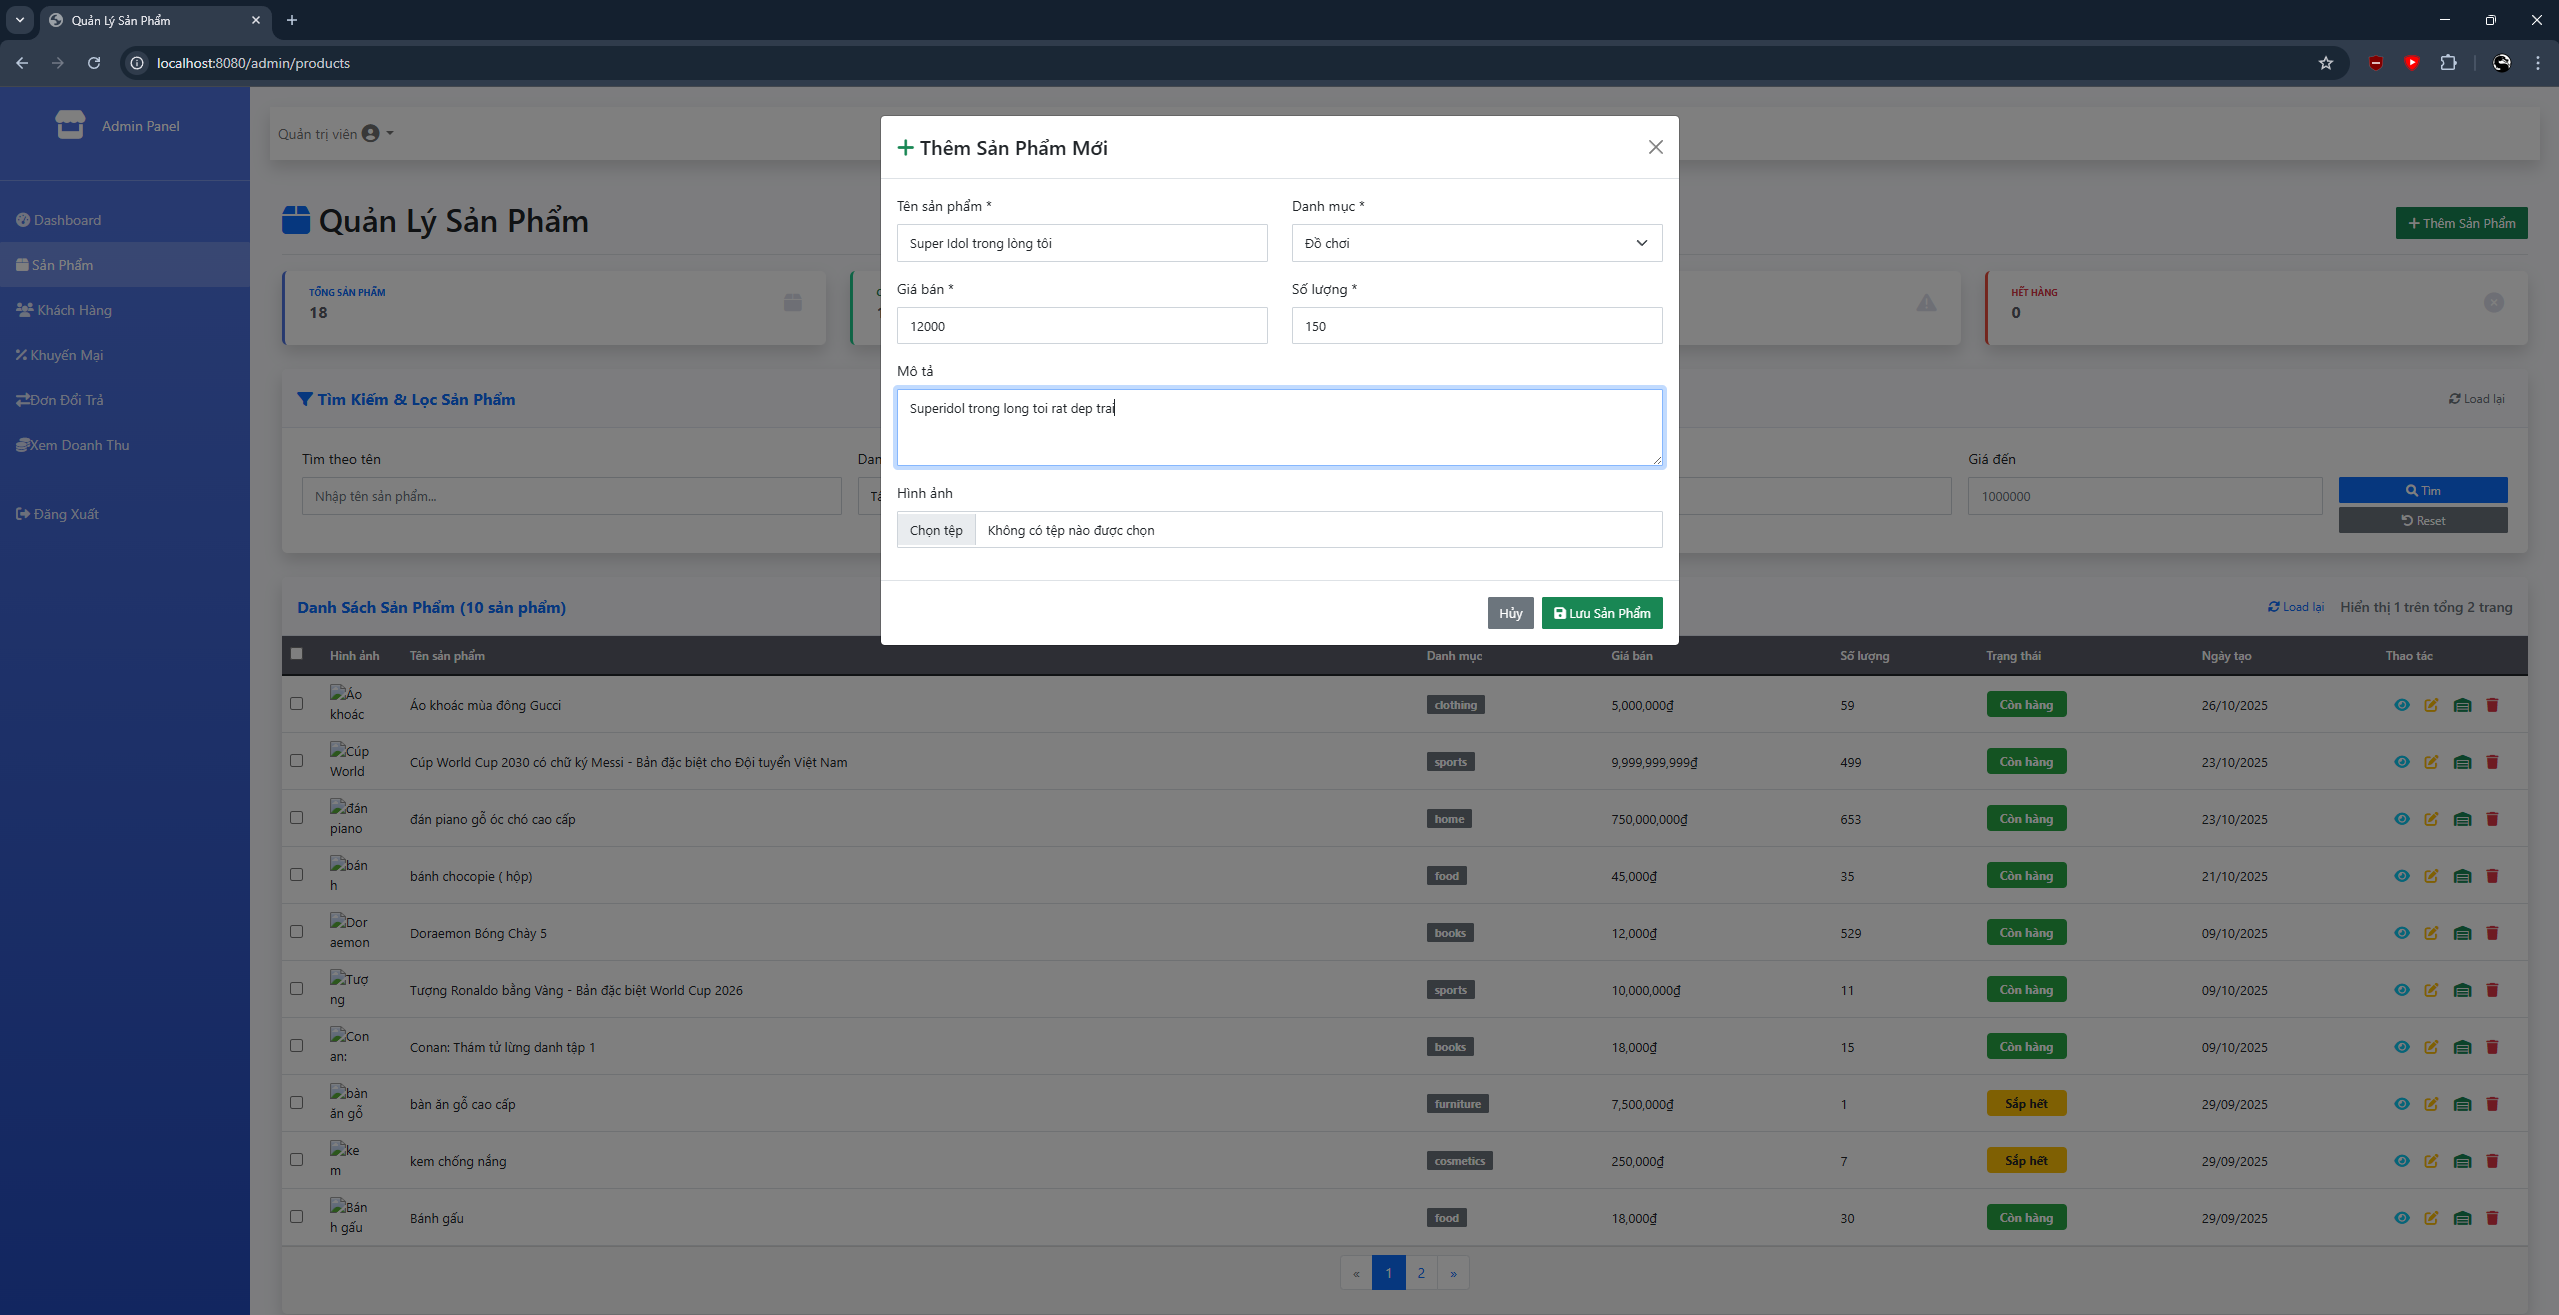 Quản Lý Sản Phẩm
localhost:8080/admin/products
Admin Panel
Dashboard
Sản Phẩm
Khách Hàng
Khuyến Mại
Đơn Đổi Trả
Xem Doanh Thu
Đăng Xuất
Quản trị viên
Quản Lý Sản Phẩm
Thêm Sản Phẩm
TỔNG SẢN PHẨM
18
HẾT HÀNG
0
Tìm Kiếm & Lọc Sản Phẩm
Load lại
Tìm theo tên
Nhập tên sản phẩm...
Giá đến
1000000
Tìm
Reset
Thêm Sản Phẩm Mới
Tên sản phẩm * Danh mục *
Super Idol trong lòng tôi Đồ chơi
Giá bán * Số lượng *
12000 150
Mô tả
Superidol trong long toi rat dep trai
Hình ảnh
Chọn tệp Không có tệp nào được chọn
Hủy Lưu Sản Phẩm
Danh Sách Sản Phẩm (10 sản phẩm) Load lại Hiển thị 1 trên tổng 2 trang
Hình ảnh Tên sản phẩm Danh mục Giá bán Số lượng Trạng thái Ngày tạo Thao tác
Áo
khoác
Áo khoác mùa đông Gucci clothing 5,000,000₫ 59 Còn hàng 26/10/2025
Cúp
World
Cúp World Cup 2030 có chữ ký Messi - Bản đặc biệt cho Đội tuyển Việt Nam sports 9,999,999,999₫ 499 Còn hàng 23/10/2025
đán
piano
đán piano gỗ óc chó cao cấp home 750,000,000₫ 653 Còn hàng 23/10/2025
bánh
h
bánh chocopie ( hộp) food 45,000₫ 35 Còn hàng 21/10/2025
Dor
aemon
Doraemon Bóng Chày 5 books 12,000₫ 529 Còn hàng 09/10/2025
Tượ
ng
Tượng Ronaldo bằng Vàng - Bản đặc biệt World Cup 2026 sports 10,000,000₫ 11 Còn hàng 09/10/2025
Con
an:
Conan: Thám tử lừng danh tập 1 books 18,000₫ 15 Còn hàng 09/10/2025
bàn
ăn gỗ
bàn ăn gỗ cao cấp furniture 7,500,000₫ 1 Sắp hết 29/09/2025
ke
m
kem chống nắng cosmetics 250,000₫ 7 Sắp hết 29/09/2025
Bán
h gấu
Bánh gấu food 18,000₫ 30 Còn hàng 29/09/2025
« 1 2 »